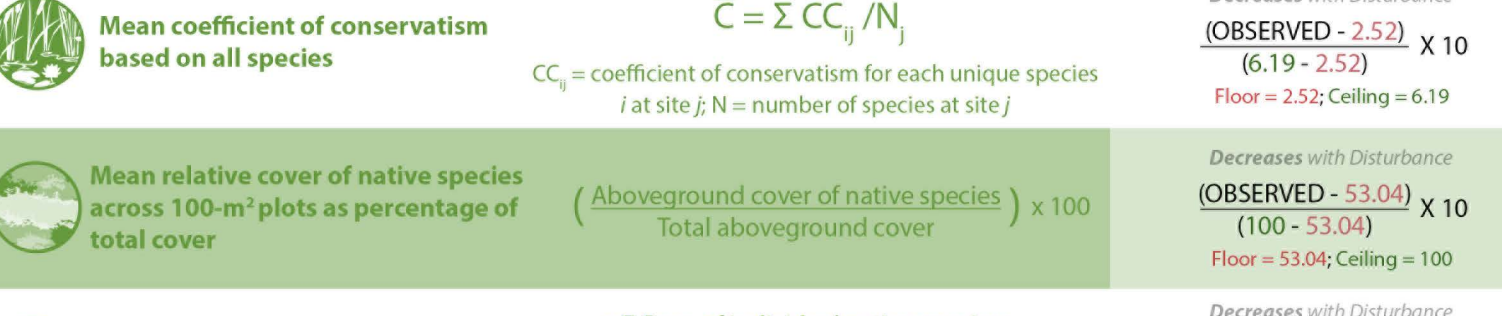 Decreases with Disturbance
Mean coefficient of conservatism
based on all species
C = Σ CCij /Nj
CCij = coefficient of conservatism for each unique species
i at site j; N = number of species at site j
(OBSERVED - 2.52)
(6.19 - 2.52)
X 10
Floor = 2.52; Ceiling = 6.19
Mean relative cover of native species
across 100-m² plots as percentage of
total cover
(Aboveground cover of native species
Total aboveground cover) x 100
Decreases with Disturbance
(OBSERVED - 53.04)
(100 - 53.04)
X 10
Floor = 53.04; Ceiling = 100
Decreases with Disturbance